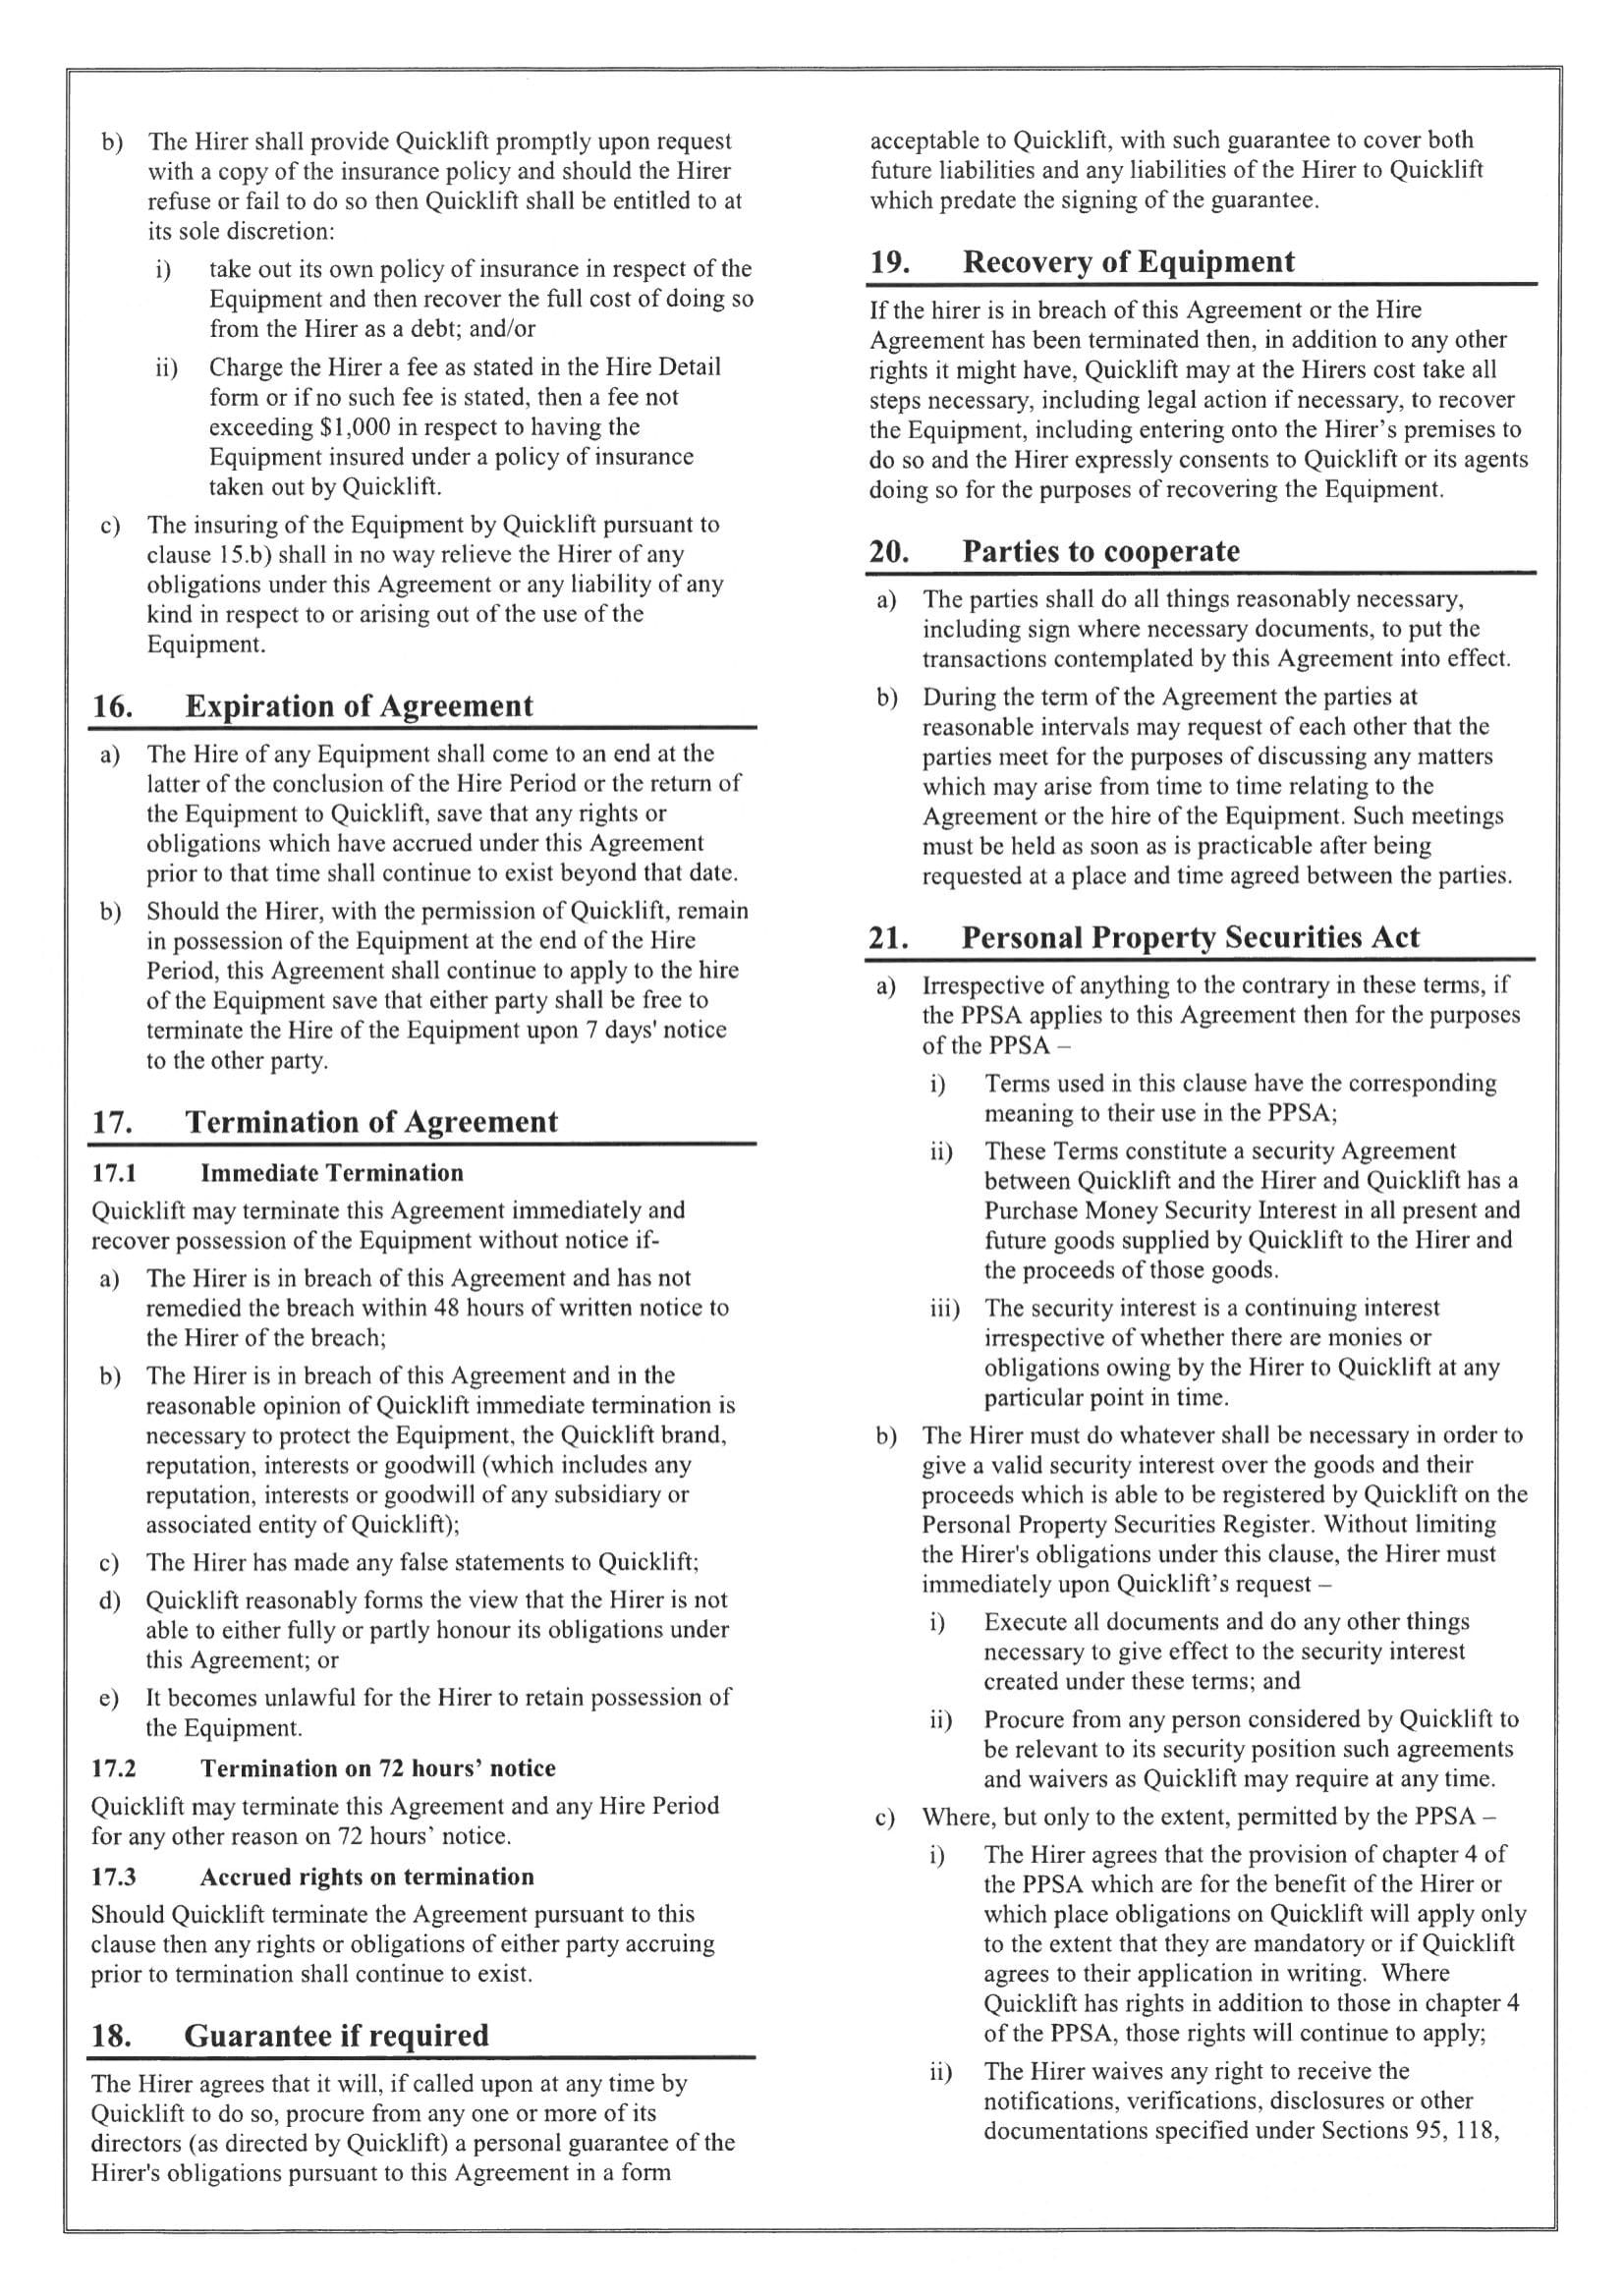 b) The Hirer shall provide Quicklift promptly upon request
with a copy of the insurance policy and should the Hirer
refuse or fail to do so then Quicklift shall be entitled to at
its sole discretion:
i) take out its own policy of insurance in respect of the
Equipment and then recover the full cost of doing so
from the Hirer as a debt; and/or
ii) Charge the Hirer a fee as stated in the Hire Detail
form or if no such fee is stated, then a fee not
exceeding $1,000 in respect to having the
Equipment insured under a policy of insurance
taken out by Quicklift.
c) The insuring of the Equipment by Quicklift pursuant to
clause 15.b) shall in no way relieve the Hirer of any
obligations under this Agreement or any liability of any
kind in respect to or arising out of the use of the
Equipment.
16. Expiration of Agreement
a) The Hire of any Equipment shall come to an end at the
latter of the conclusion of the Hire Period or the return of
the Equipment to Quicklift, save that any rights or
obligations which have accrued under this Agreement
prior to that time shall continue to exist beyond that date.
b) Should the Hirer, with the permission of Quicklift, remain
in possession of the Equipment at the end of the Hire
Period, this Agreement shall continue to apply to the hire
of the Equipment save that either party shall be free to
terminate the Hire of the Equipment upon 7 days' notice
to the other party.
17. Termination of Agreement
17.1 Immediate Termination
Quicklift may terminate this Agreement immediately and
recover possession of the Equipment without notice if-
a) The Hirer is in breach of this Agreement and has not
remedied the breach within 48 hours of written notice to
the Hirer of the breach;
b) The Hirer is in breach of this Agreement and in the
reasonable opinion of Quicklift immediate termination is
necessary to protect the Equipment, the Quicklift brand,
reputation, interests or goodwill (which includes any
reputation, interests or goodwill of any subsidiary or
associated entity of Quicklift);
c) The Hirer has made any false statements to Quicklift;
d) Quicklift reasonably forms the view that the Hirer is not
able to either fully or partly honour its obligations under
this Agreement; or
e) It becomes unlawful for the Hirer to retain possession of
the Equipment.
17.2 Termination on 72 hours’ notice
Quicklift may terminate this Agreement and any Hire Period
for any other reason on 72 hours’ notice.
17.3 Accrued rights on termination
Should Quicklift terminate the Agreement pursuant to this
clause then any rights or obligations of either party accruing
prior to termination shall continue to exist.
18. Guarantee if required
The Hirer agrees that it will, if called upon at any time by
Quicklift to do so, procure from any one or more of its
directors (as directed by Quicklift) a personal guarantee of the
Hirer's obligations pursuant to this Agreement in a form
acceptable to Quicklift, with such guarantee to cover both
future liabilities and any liabilities of the Hirer to Quicklift
which predate the signing of the guarantee.
19. Recovery of Equipment
If the hirer is in breach of this Agreement or the Hire
Agreement has been terminated then, in addition to any other
rights it might have, Quicklift may at the Hirers cost take all
steps necessary, including legal action if necessary, to recover
the Equipment, including entering onto the Hirer’s premises to
do so and the Hirer expressly consents to Quicklift or its agents
doing so for the purposes of recovering the Equipment.
20. Parties to cooperate
a) The parties shall do all things reasonably necessary,
including sign where necessary documents, to put the
transactions contemplated by this Agreement into effect.
b) During the term of the Agreement the parties at
reasonable intervals may request of each other that the
parties meet for the purposes of discussing any matters
which may arise from time to time relating to the
Agreement or the hire of the Equipment. Such meetings
must be held as soon as is practicable after being
requested at a place and time agreed between the parties.
21. Personal Property Securities Act
a) Irrespective of anything to the contrary in these terms, if
the PPSA applies to this Agreement then for the purposes
of the PPSA –
i) Terms used in this clause have the corresponding
meaning to their use in the PPSA;
ii) These Terms constitute a security Agreement
between Quicklift and the Hirer and Quicklift has a
Purchase Money Security Interest in all present and
future goods supplied by Quicklift to the Hirer and
the proceeds of those goods.
iii) The security interest is a continuing interest
irrespective of whether there are monies or
obligations owing by the Hirer to Quicklift at any
particular point in time.
b) The Hirer must do whatever shall be necessary in order to
give a valid security interest over the goods and their
proceeds which is able to be registered by Quicklift on the
Personal Property Securities Register. Without limiting
the Hirer's obligations under this clause, the Hirer must
immediately upon Quicklift’s request –
i) Execute all documents and do any other things
necessary to give effect to the security interest
created under these terms; and
ii) Procure from any person considered by Quicklift to
be relevant to its security position such agreements
and waivers as Quicklift may require at any time.
c) Where, but only to the extent, permitted by the PPSA –
i) The Hirer agrees that the provision of chapter 4 of
the PPSA which are for the benefit of the Hirer or
which place obligations on Quicklift will apply only
to the extent that they are mandatory or if Quicklift
agrees to their application in writing. Where
Quicklift has rights in addition to those in chapter 4
of the PPSA, those rights will continue to apply;
ii) The Hirer waives any right to receive the
notifications, verifications, disclosures or other
documentations specified under Sections 95, 118,